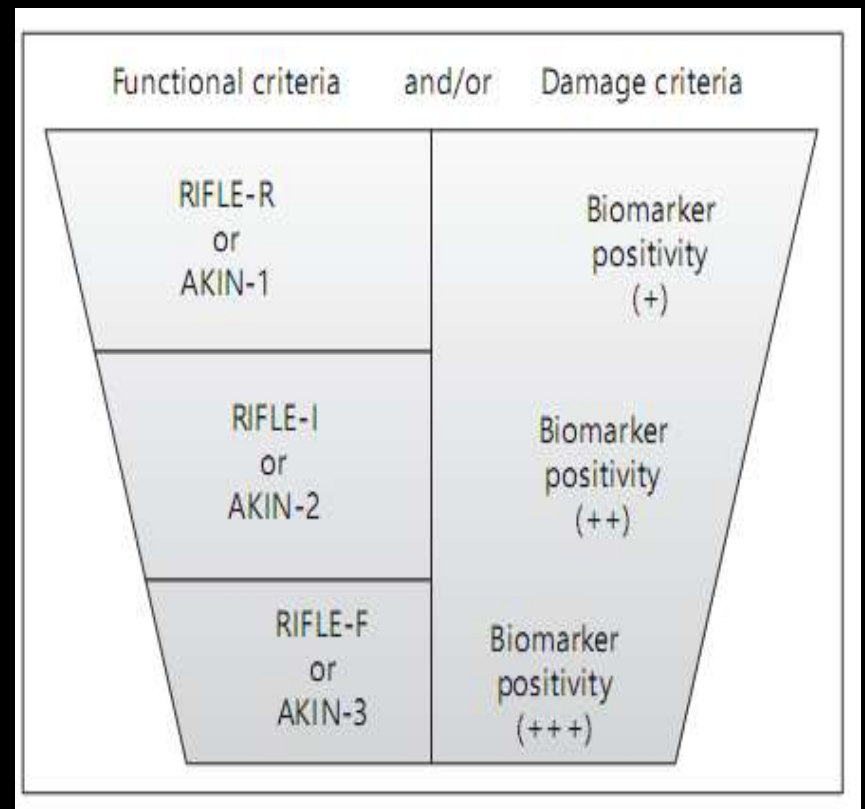 Functional criteria and/or Damage criteria
RIFLE-R
or
AKIN-1
Biomarker
positivity
(+)
RIFLE-I
or
AKIN-2
Biomarker
positivity
(++)
RIFLE-F
or
AKIN-3
Biomarker
positivity
(+++)